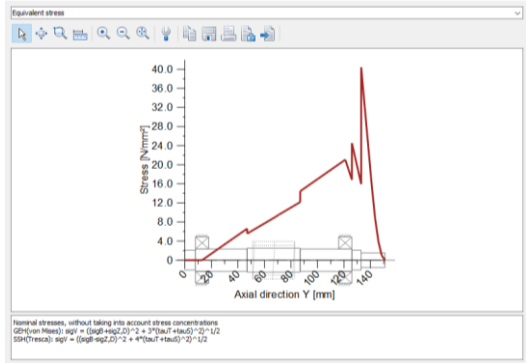 Equivalent stress
40.0
36.0
32.0
28.0
24.0
20.0
16.0
12.0
8.0
4.0
0
Stress [N/mm²]
0 20 40 60 80 100 120 140
Axial direction Y [mm]
Nominal stresses, without taking into account stress concentrations
GEH(von Mises): sigV = ((sigB+sigZ,D)^2 + 3*(tauT+tauS)^2)^1/2
SSH(Tresca): sigV = ((sigB-sigZ,D)^2 + 4*(tauT+tauS)^2)^1/2